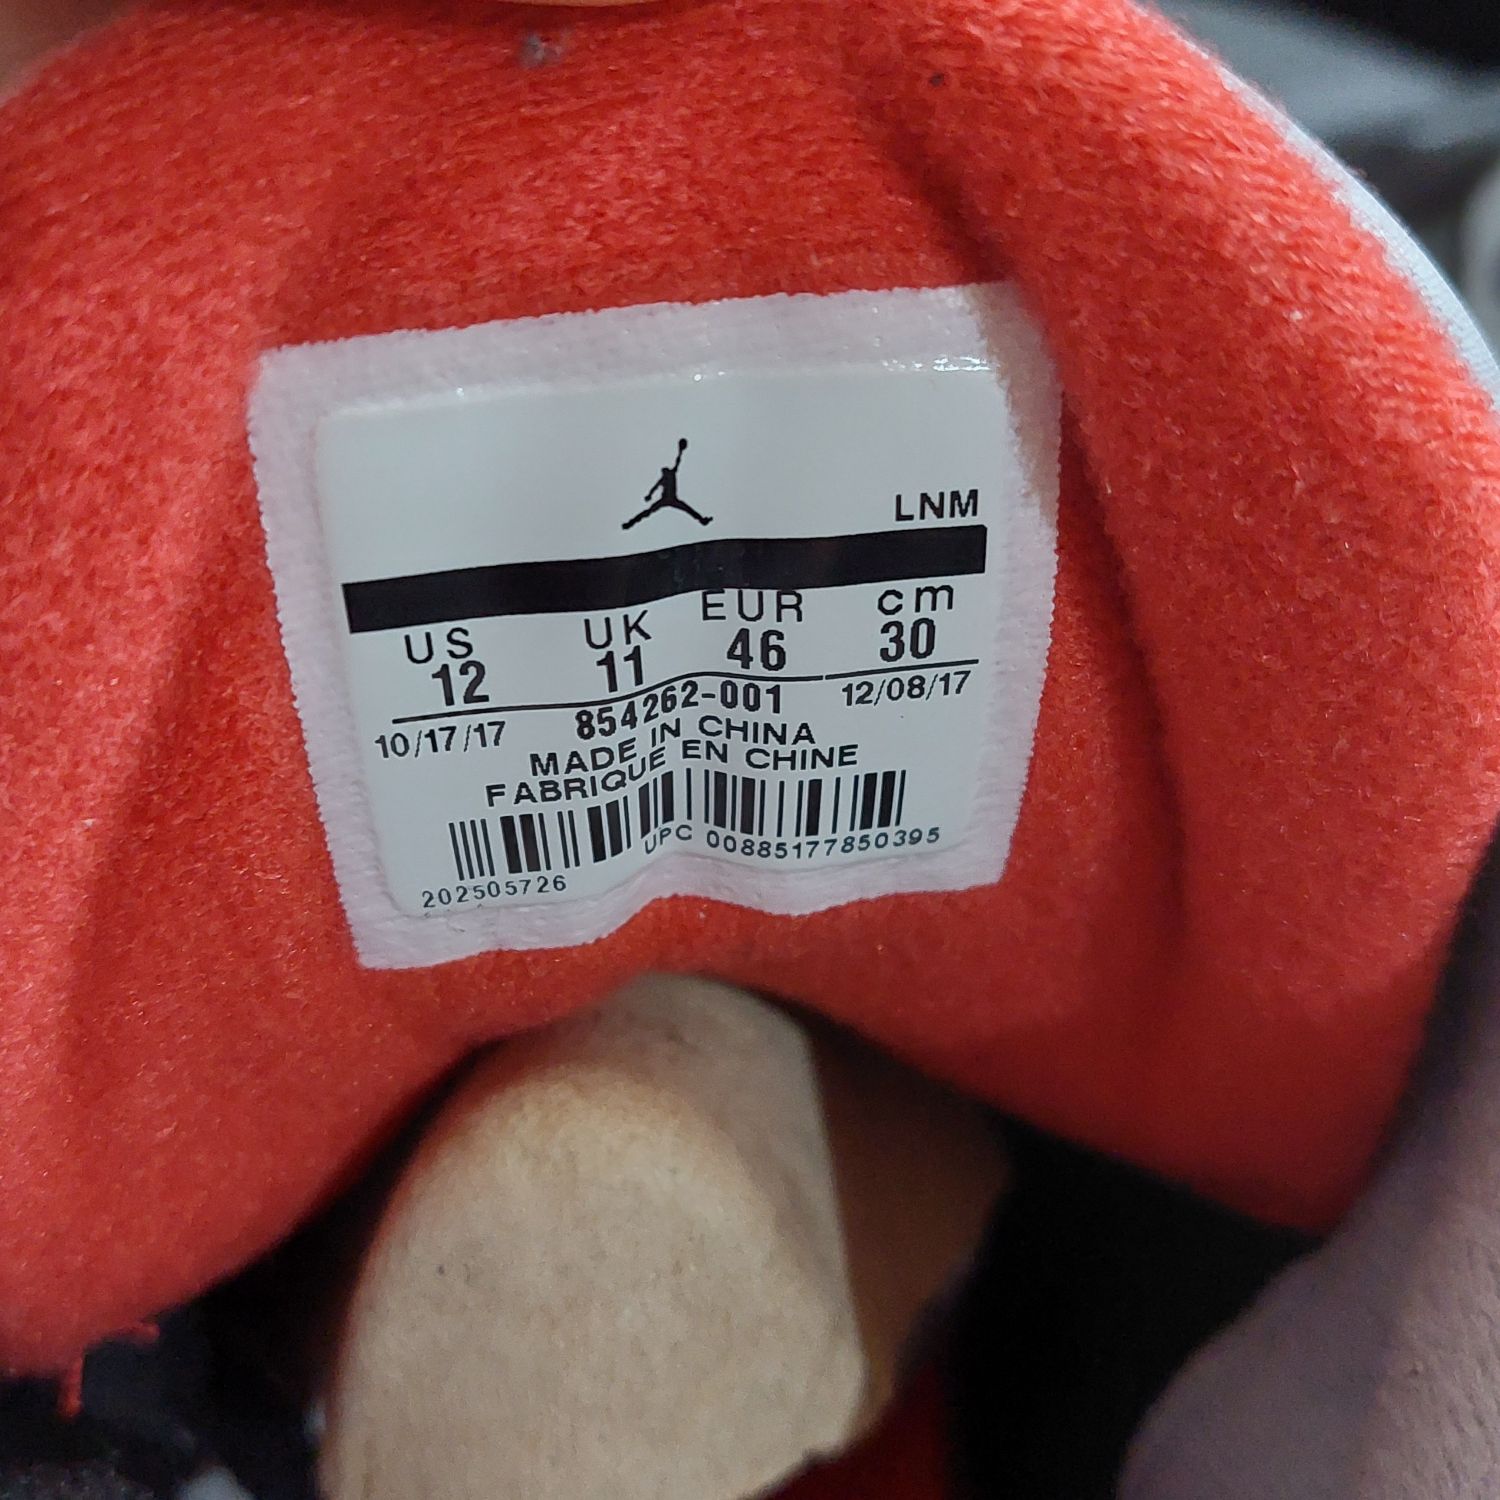 LNM
US UK EUR cm
12 11 46 30
10/17/17 854262-001 12/08/17
MADE IN CHINA
FABRIQUE EN CHINE
202505726 UPC 00885177850395